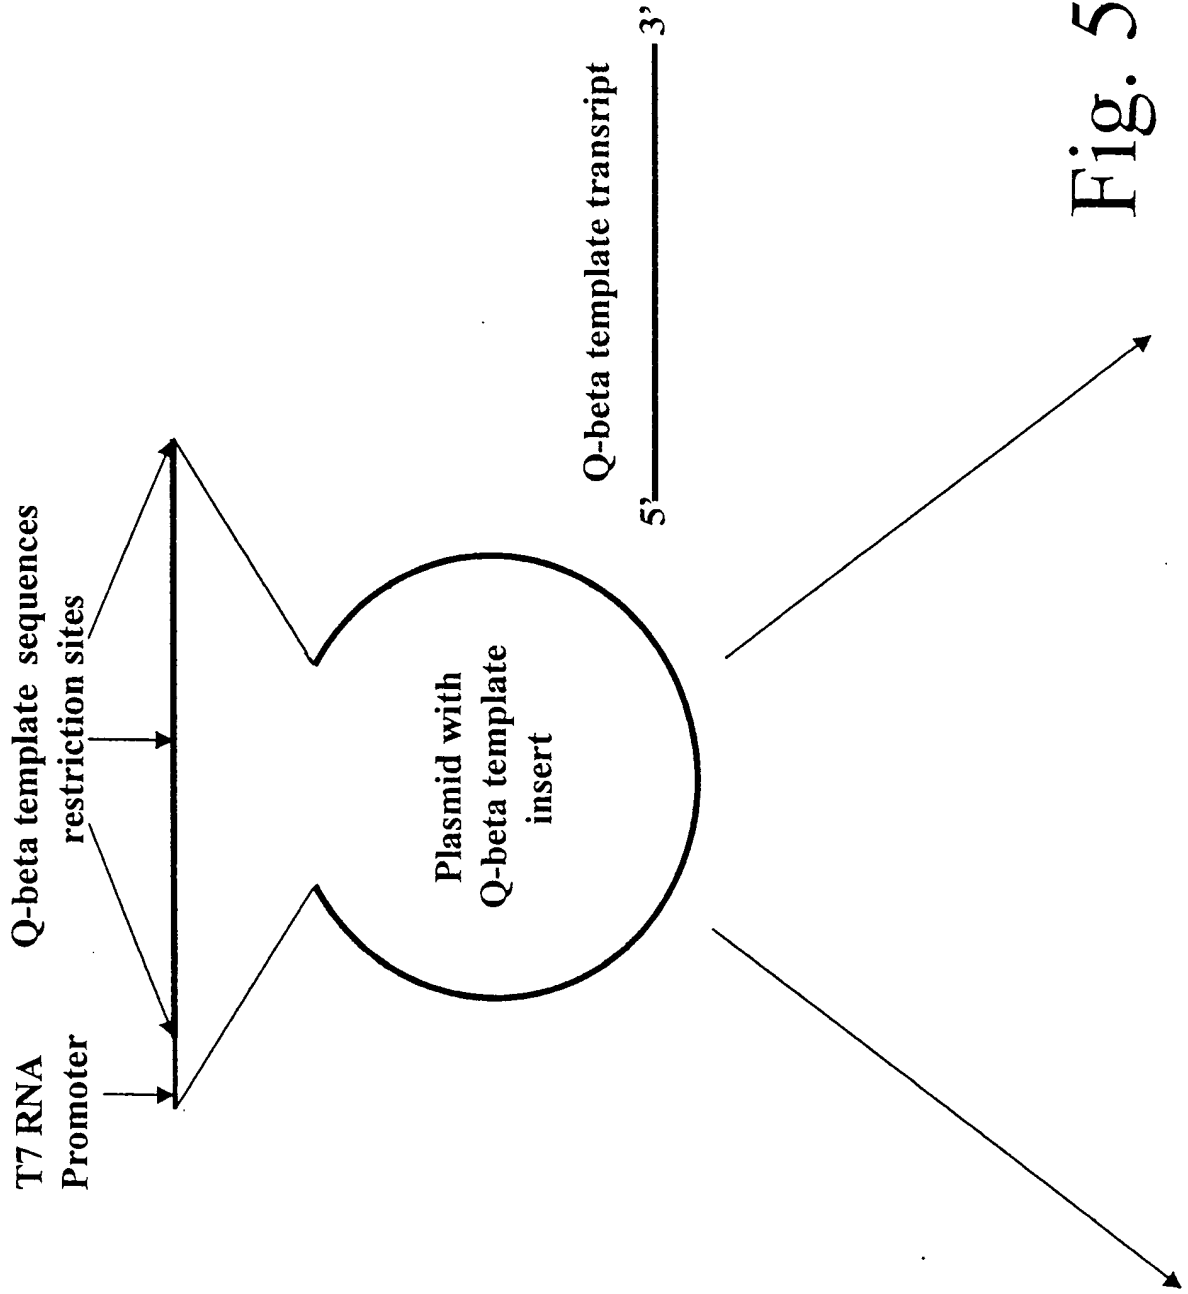 T7 RNA
Promoter
Q-beta template sequences
restriction sites
Plasmid with
Q-beta template
insert
Q-beta template transript
5' 3'
Fig. 5